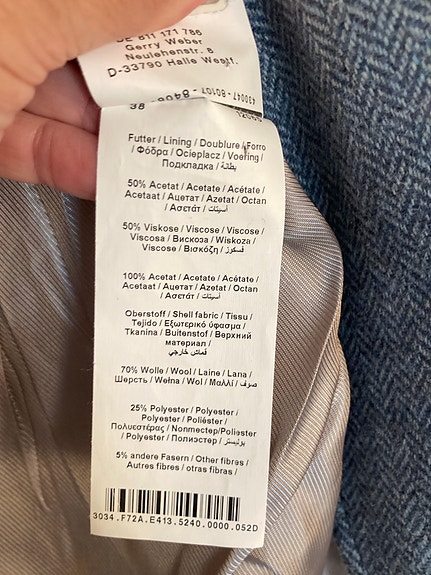 DE 811 171 786
Gerry Weber
Neulehenstr. 8
D-33790 Halle Westf.
38
Futter / Lining / Doublure / Forro
/ Φόδρα / Ocieplacz / Voering /
Подкладка / بطانة
50% Acetat / Acetate / Acétate /
Acetaat / Ацетат / Azetat / Octan
/ Ασετάτ / أسيتات
50% Viskose / Viscose / Viscose /
Viscosa / Вискоза / Wiskoza /
Viscose / Βισκόζη / فسكوز
100% Acetat / Acetate / Acétate /
Acetaat / Ацетат / Azetat / Octan
/ Ασετάτ / أسيتات
Oberstoff / Shell fabric / Tissu /
Tejido / Εξωτερικό ύφασμα /
Tkanina / Buitenstof / Верхний
материал /
قماش خارجي
70% Wolle / Wool / Laine / Lana /
Шерсть / Wełna / Wol / Μαλλί / صوف
25% Polyester / Polyester /
Polyester / Poliéster /
Πολυεστέρας / Nonmecтep/Poliester
/ Polyester / Полиэстер / بوليستر
5% andere Fasern / Other fibres /
Autres fibres / otras fibras /
3034.F72A.E413.5240.0000.052D